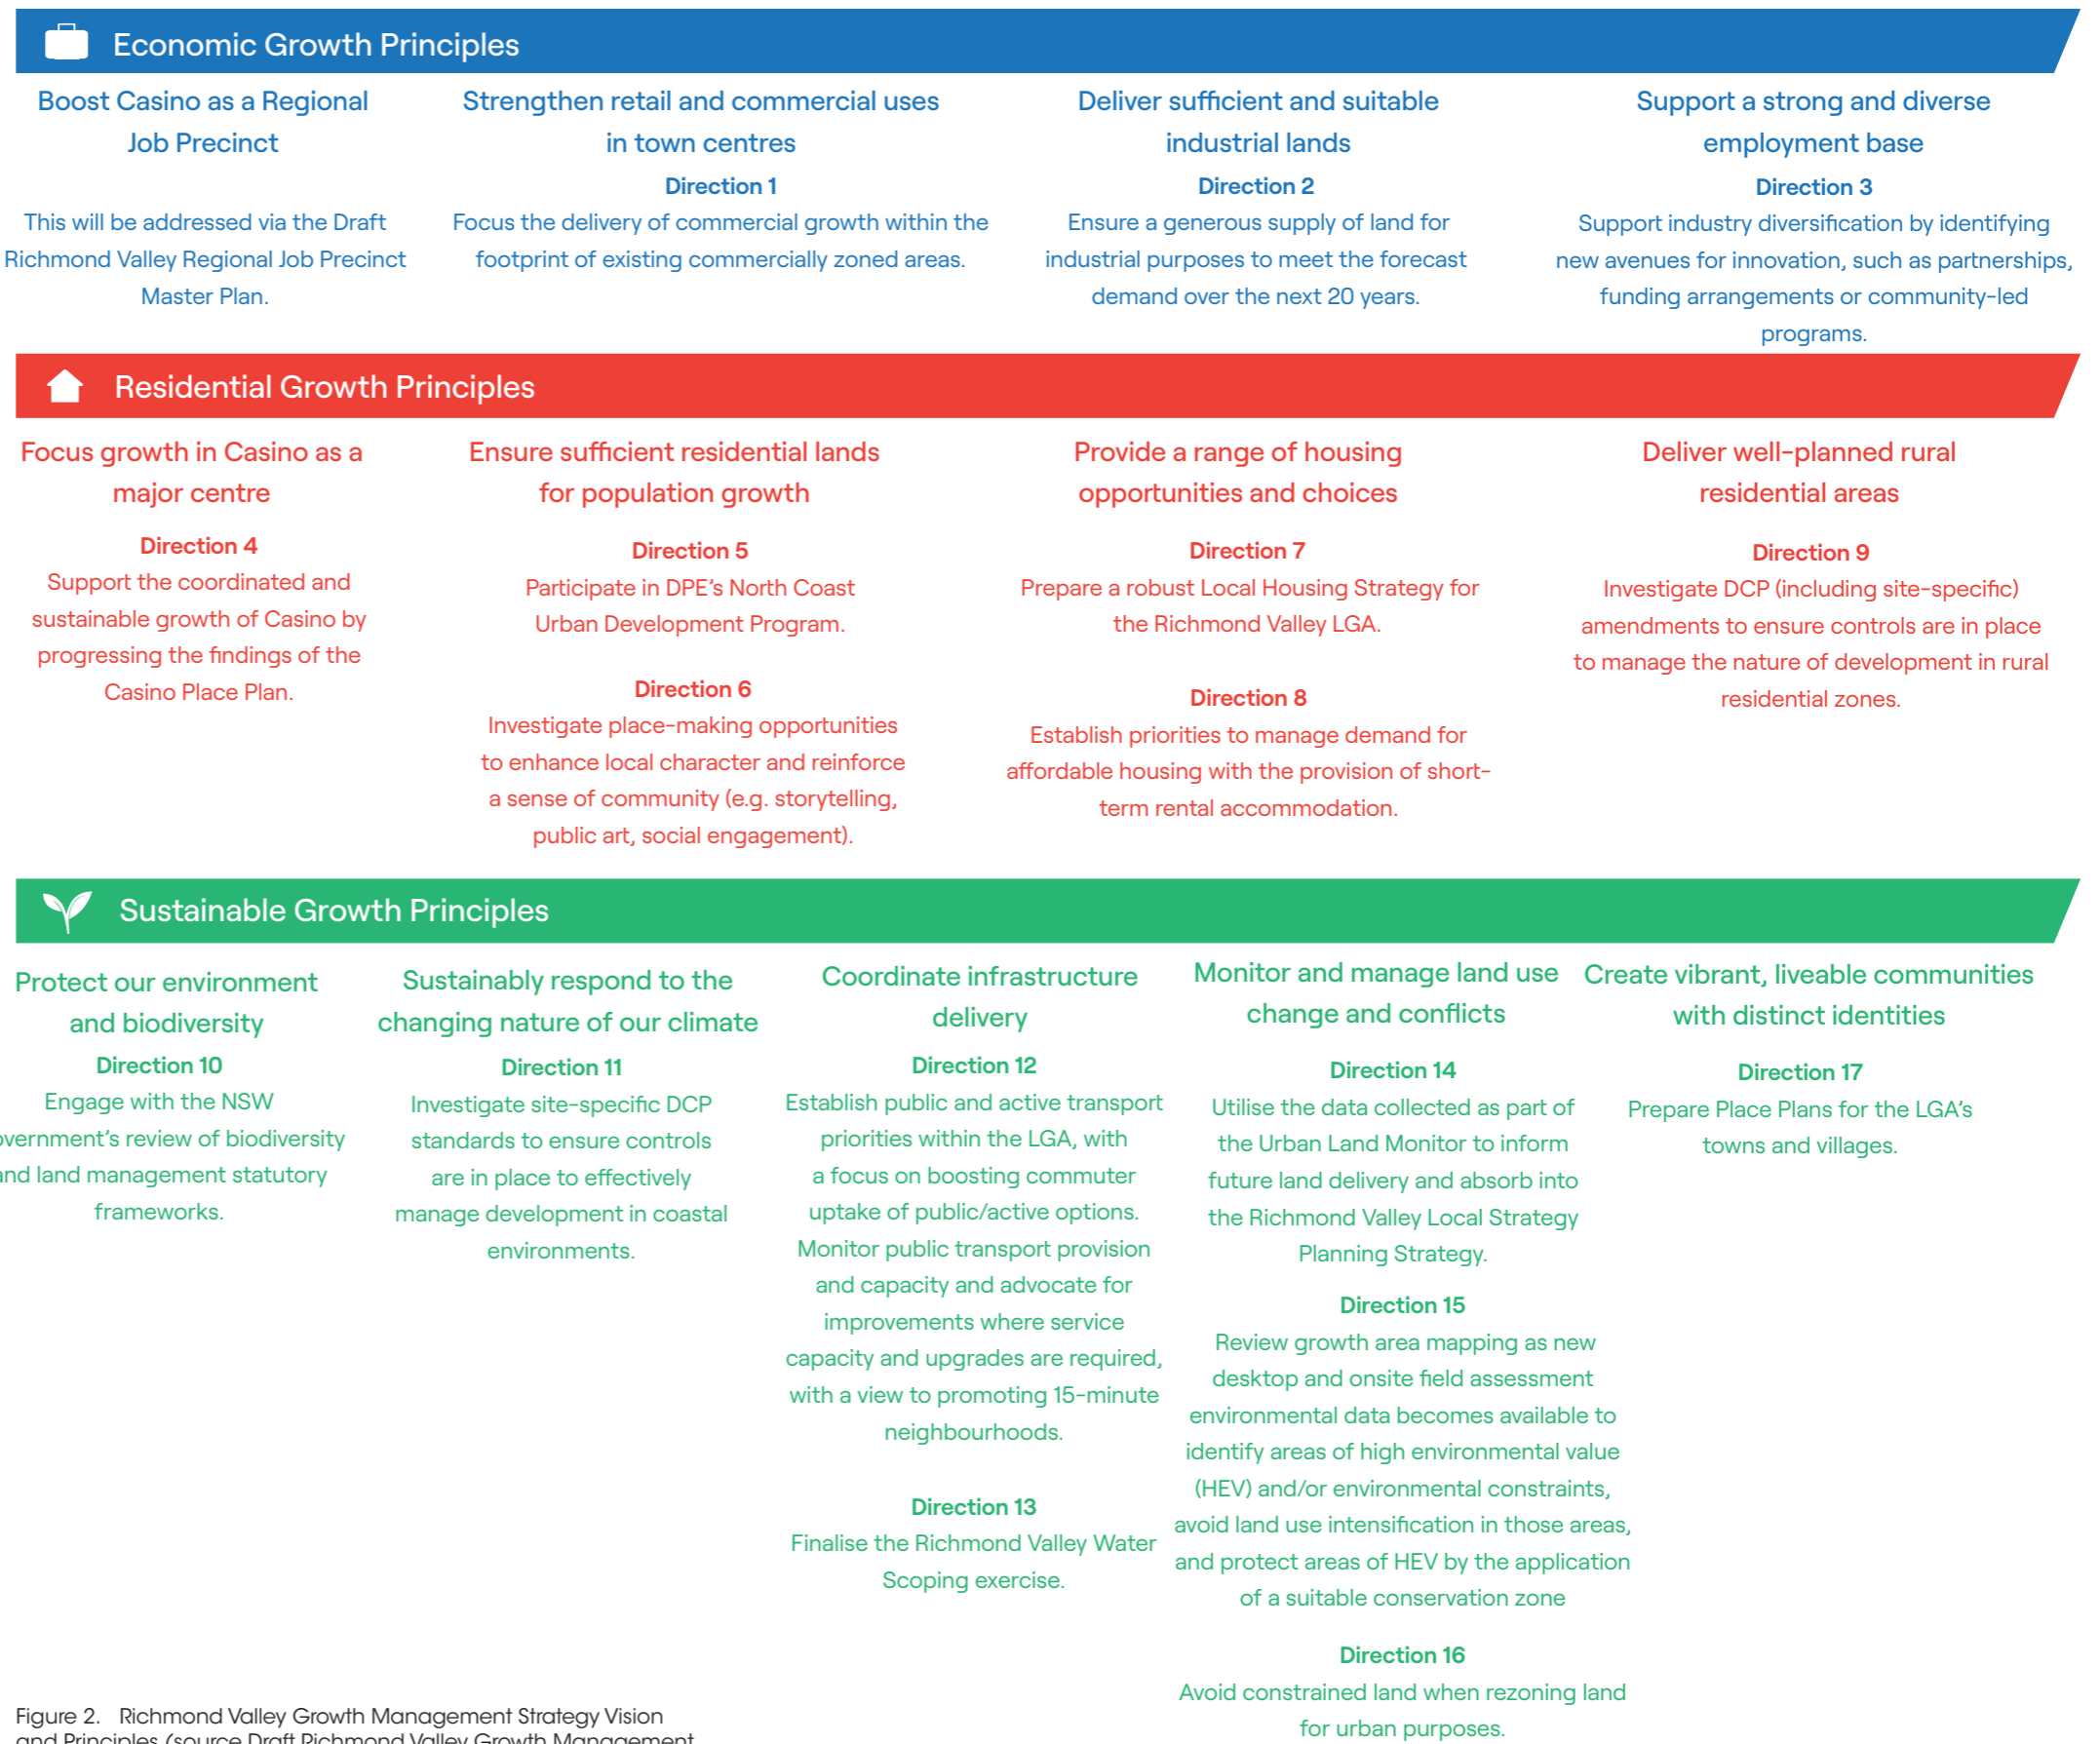 Economic Growth Principles
Boost Casino as a Regional
Job Precinct
This will be addressed via the Draft
Richmond Valley Regional Job Precinct
Master Plan.
Strengthen retail and commercial uses
in town centres
Direction 1
Focus the delivery of commercial growth within the
footprint of existing commercially zoned areas.
Deliver sufficient and suitable
industrial lands
Direction 2
Ensure a generous supply of land for
industrial purposes to meet the forecast
demand over the next 20 years.
Support a strong and diverse
employment base
Direction 3
Support industry diversification by identifying
new avenues for innovation, such as partnerships,
funding arrangements or community-led
programs.
Residential Growth Principles
Focus growth in Casino as a
major centre
Direction 4
Support the coordinated and
sustainable growth of Casino by
progressing the findings of the
Casino Place Plan.
Ensure sufficient residential lands
for population growth
Direction 5
Participate in DPE's North Coast
Urban Development Program.
Direction 6
Investigate place-making opportunities
to enhance local character and reinforce
a sense of community (e.g. storytelling,
public art, social engagement).
Provide a range of housing
opportunities and choices
Direction 7
Prepare a robust Local Housing Strategy for
the Richmond Valley LGA.
Direction 8
Establish priorities to manage demand for
affordable housing with the provision of short-
term rental accommodation.
Deliver well-planned rural
residential areas
Direction 9
Investigate DCP (including site-specific)
amendments to ensure controls are in place
to manage the nature of development in rural
residential zones.
Sustainable Growth Principles
Protect our environment
and biodiversity
Direction 10
Engage with the NSW
overnment's review of biodiversity
and land management statutory
frameworks.
Sustainably respond to the
changing nature of our climate
Direction 11
Investigate site-specific DCP
standards to ensure controls
are in place to effectively
manage development in coastal
environments.
Coordinate infrastructure
delivery
Direction 12
Establish public and active transport
priorities within the LGA, with
a focus on boosting commuter
uptake of public/active options.
Monitor public transport provision
and capacity and advocate for
improvements where service
capacity and upgrades are required,
with a view to promoting 15-minute
neighbourhoods.
Direction 13
Finalise the Richmond Valley Water
Scoping exercise.
Monitor and manage land use
change and conflicts
Direction 14
Utilise the data collected as part of
the Urban Land Monitor to inform
future land delivery and absorb into
the Richmond Valley Local Strategy
Planning Strategy.
Direction 15
Review growth area mapping as new
desktop and onsite field assessment
environmental data becomes available to
identify areas of high environmental value
(HEV) and/or environmental constraints,
avoid land use intensification in those areas,
and protect areas of HEV by the application
of a suitable conservation zone
Direction 16
Avoid constrained land when rezoning land
for urban purposes.
Create vibrant, liveable communities
with distinct identities
Direction 17
Prepare Place Plans for the LGA's
towns and villages.
Figure 2. Richmond Valley Growth Management Strategy Vision
and Principles (source Draft Richmond Valley Growth Management